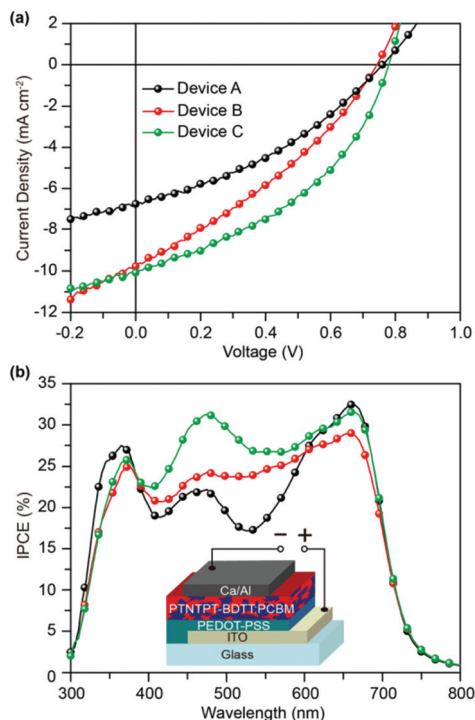 (a)
2
0
-2
-4
-6
-8
-10
-12
Current Density (mA cm-2)
Device A
Device B
Device C
-0.2 0.0 0.2 0.4 0.6 0.8 1.0
Voltage (V)
(b)
35
30
25
20
15
10
5
0
IPCE (%)
− +
Ca/Al
PTNTPT-BDTT:PCBM
PEDOT-PSS
ITO
Glass
300 400 500 600 700 800
Wavelength (nm)